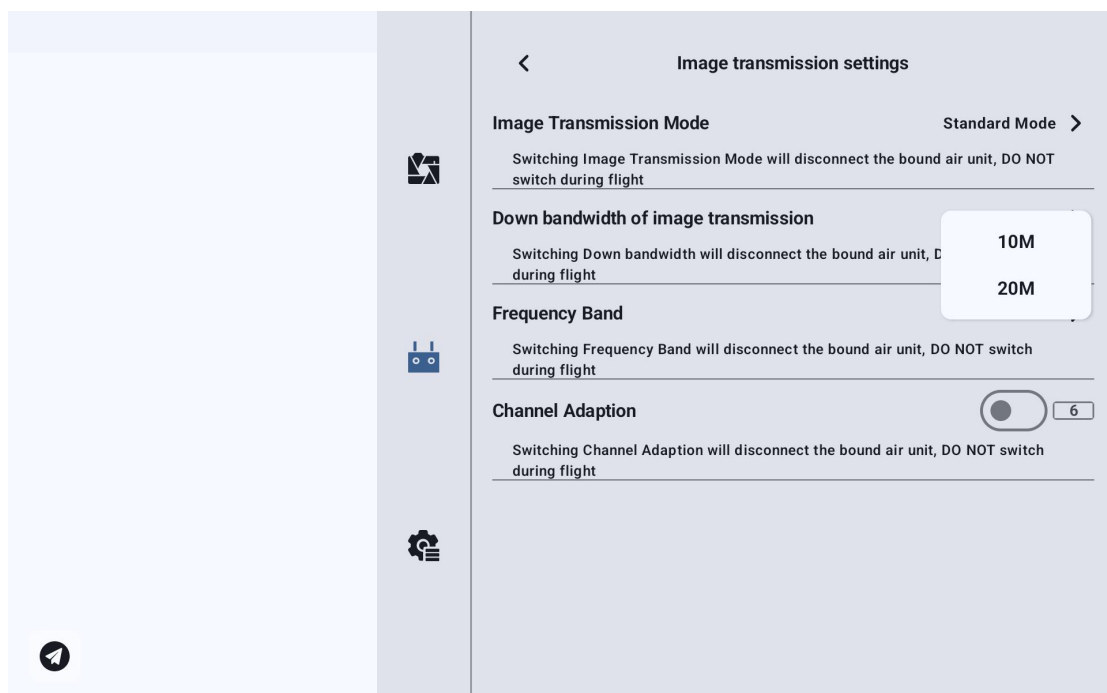 Image transmission settings
Image Transmission Mode
Standard Mode
Switching Image Transmission Mode will disconnect the bound air unit, DO NOT
switch during flight
Down bandwidth of image transmission
10M
Switching Down bandwidth will disconnect the bound air unit,
during flight
20M
Frequency Band
Switching Frequency Band will disconnect the bound air unit, DO NOT switch
during flight
Channel Adaption
6
Switching Channel Adaption will disconnect the bound air unit, DO NOT switch
during flight